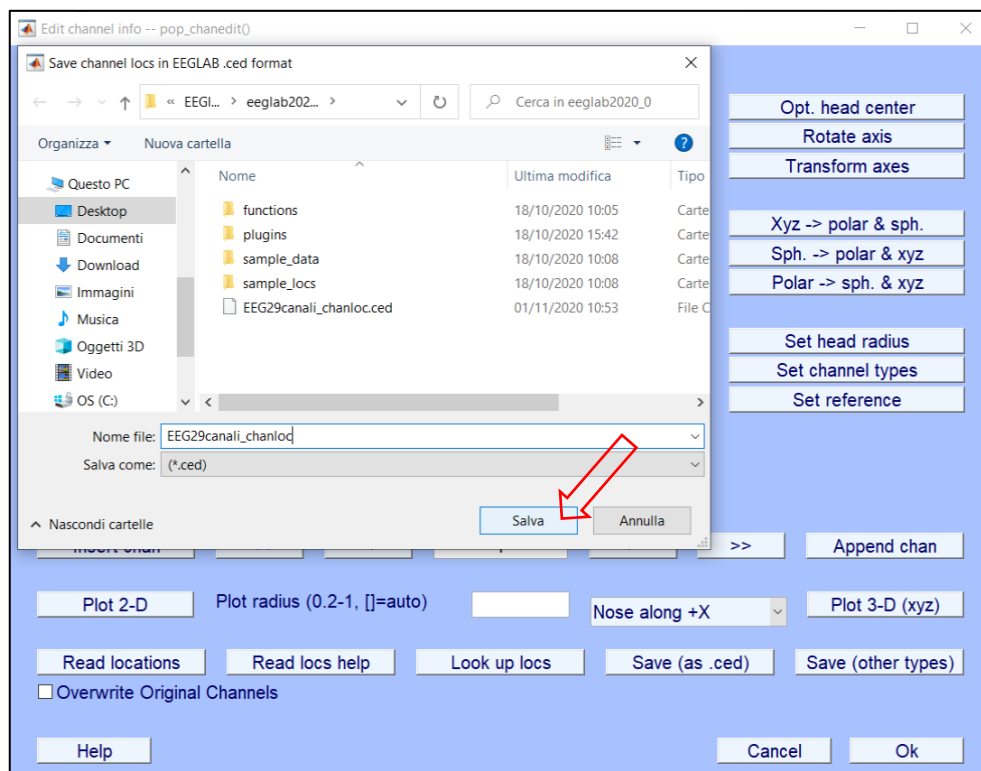 Edit channel info -- pop_chanedit()
Save channel locs in EEGLAB .ced format
« EEGl... > eeglab202... >
Cerca in eeglab2020_0
Organizza
Nuova cartella
?
Questo PC
Desktop
Documenti
Download
Immagini
Musica
Oggetti 3D
Video
OS (C:)
Nome Ultima modifica Tipo
functions 18/10/2020 10:05 Carte
plugins 18/10/2020 15:42 Carte
sample_data 18/10/2020 10:08 Carte
sample_locs 18/10/2020 10:08 Carte
EEG29canali_chanloc.ced 01/11/2020 10:53 File C
Nome file: EEG29canali_chanloc
Salva come: (*.ced)
Nascondi cartelle
Salva
Annulla
Opt. head center
Rotate axis
Transform axes
Xyz -> polar & sph.
Sph. -> polar & xyz
Polar -> sph. & xyz
Set head radius
Set channel types
Set reference
Insert chan >> Append chan
Plot 2-D Plot radius (0.2-1, []=auto) Nose along +X Plot 3-D (xyz)
Read locations Read locs help Look up locs Save (as .ced) Save (other types)
Overwrite Original Channels
Help Cancel Ok